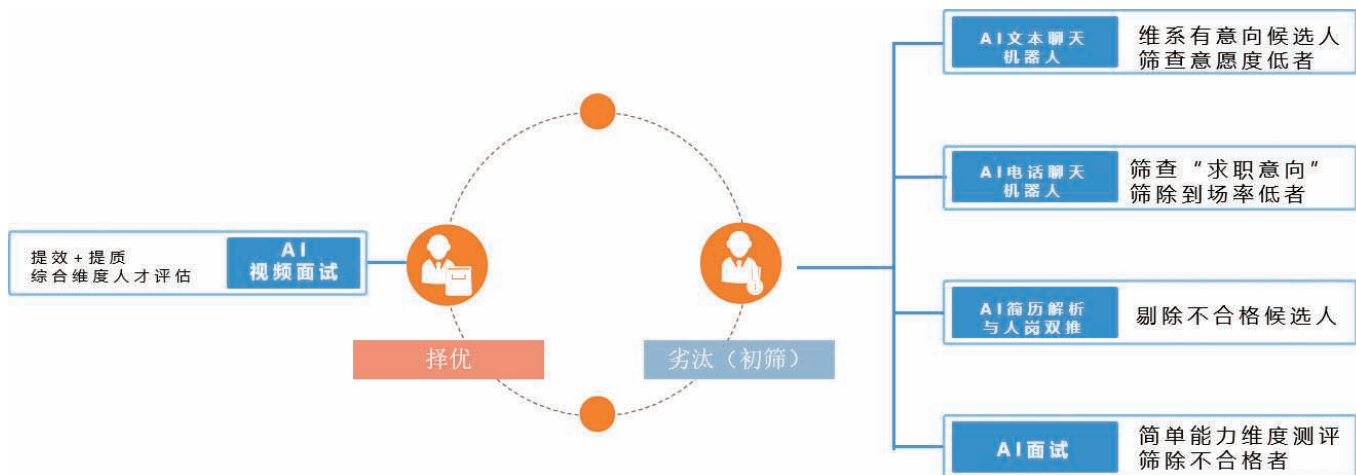 提效+提质
综合维度人才评估
AI
视频面试
择优
劣汰（初筛）
AI文本聊天
机器人
维系有意向候选人
筛查意愿度低者
AI电话聊天
机器人
筛查“求职意向”
筛除到场率低者
AI简历解析
与人岗双推
剔除不合格候选人
AI面试
简单能力维度测评
筛除不合格者